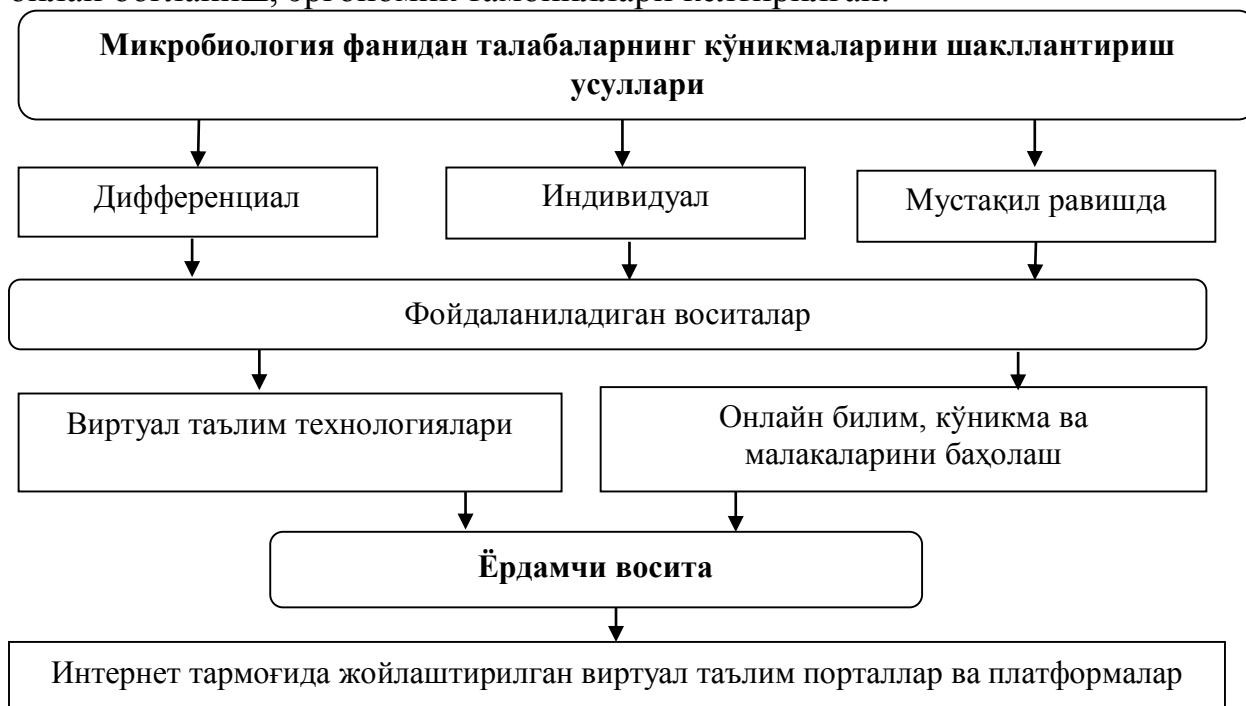 Микробиология фанидан талабаларнинг кўникмаларини шакллантириш
усуллари
Дифференциал
Индивидуал
Мустақил равишда
Фойдаланиладиган воситалар
Виртуал таълим технологиялари
Онлайн билим, кўникма ва
малакаларини баҳолаш
Ёрдамчи восита
Интернет тармоғида жойлаштирилган виртуал таълим порталлар ва платформалар